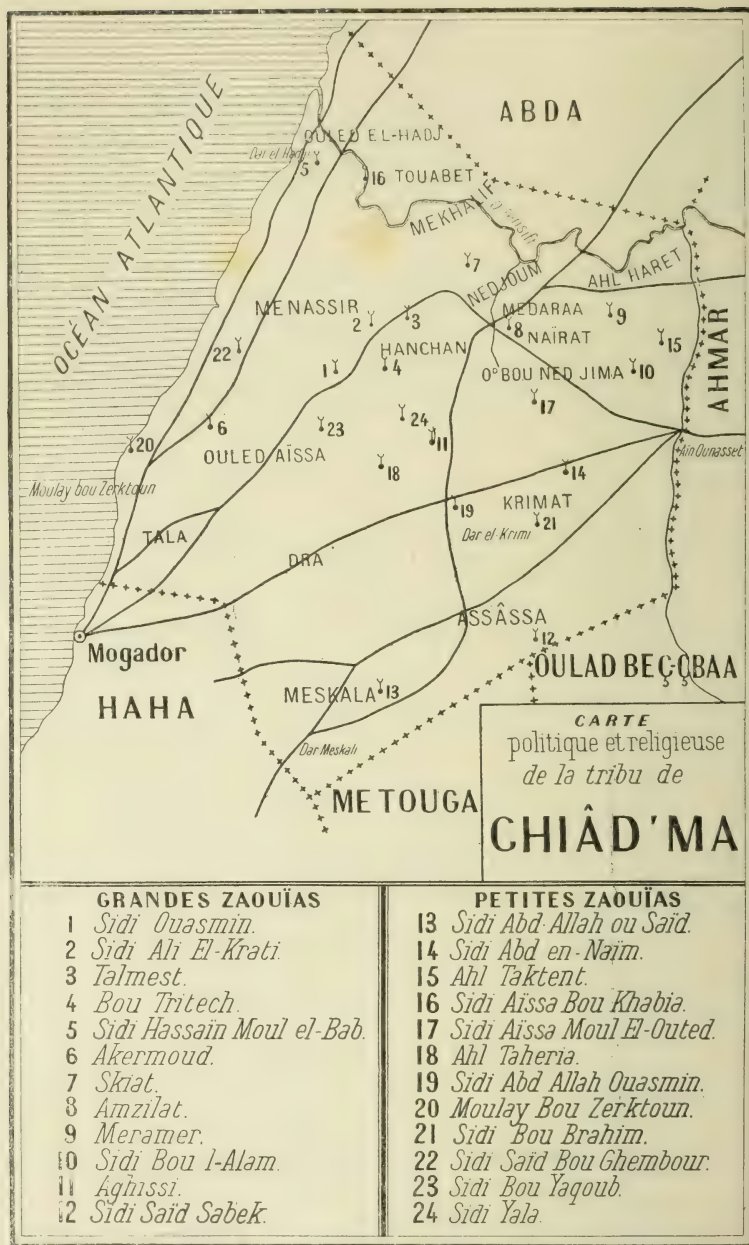 ABDA
OCÉAN ATLANTIQUE
OULED EL-HADJ
5
16 TOUABET
MEKHALIF
7
NEDJOUM
AHL HARET
MENASSIR
2
3
MEDARAA
9
8
NAÏRAT
15
22
HANCHAN
1
4
Oº BOU NEDJIMA
10
AHMAR
17
6
23
24
11
20
OULED AÏSSA
Aïn Ounasset
18
14
Moulay bou Zerktoun
19
KRIMAT
21
TALA
Dar el-Krimi
DRA
ASSÂSSA
12
Mogador
OULAD BEÇ-ÇBAA
HAHA
MESKALA
13
Dar Meskali
METOUGA
CARTE
politique et religieuse
de la tribu de
CHIÂD'MA
GRANDES ZAOUÏAS
1 Sidi Ouasmin.
2 Sidi Ali El-Krati.
3 Talmest.
4 Bou Tritech.
5 Sidi Hassaïn Moul el-Bab.
6 Akermoud.
7 Skiat.
8 Amzilat.
9 Meramer.
10 Sidi Bou l-Alam.
11 Aghissi.
12 Sidi Saïd Sabek.
PETITES ZAOUÏAS
13 Sidi Abd Allah ou Saïd.
14 Sidi Abd en-Naïm.
15 Ahl Taktent.
16 Sidi Aïssa Bou Khabia.
17 Sidi Aïssa Moul El-Outed.
18 Ahl Taheria.
19 Sidi Abd Allah Ouasmin.
20 Moulay Bou Zerktoun.
21 Sidi Bou Brahim.
22 Sidi Saïd Bou Ghembour.
23 Sidi Bou Yaqoub.
24 Sidi Yala.